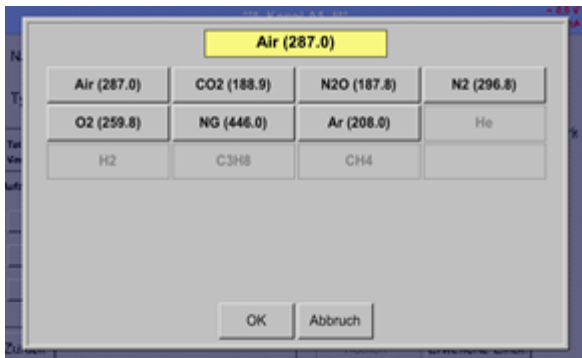 Air (287.0)
Air (287.0) CO2 (188.9) N2O (187.8) N2 (296.8)
O2 (259.8) NG (446.0) Ar (208.0) He
H2 C3H8 CH4
OK Abbruch